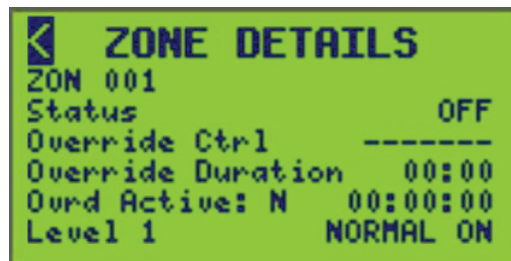 < ZONE DETAILS
ZON 001
Status OFF
Override Ctrl -------
Override Duration 00:00
Ovrd Active: N 00:00:00
Level 1 NORMAL ON